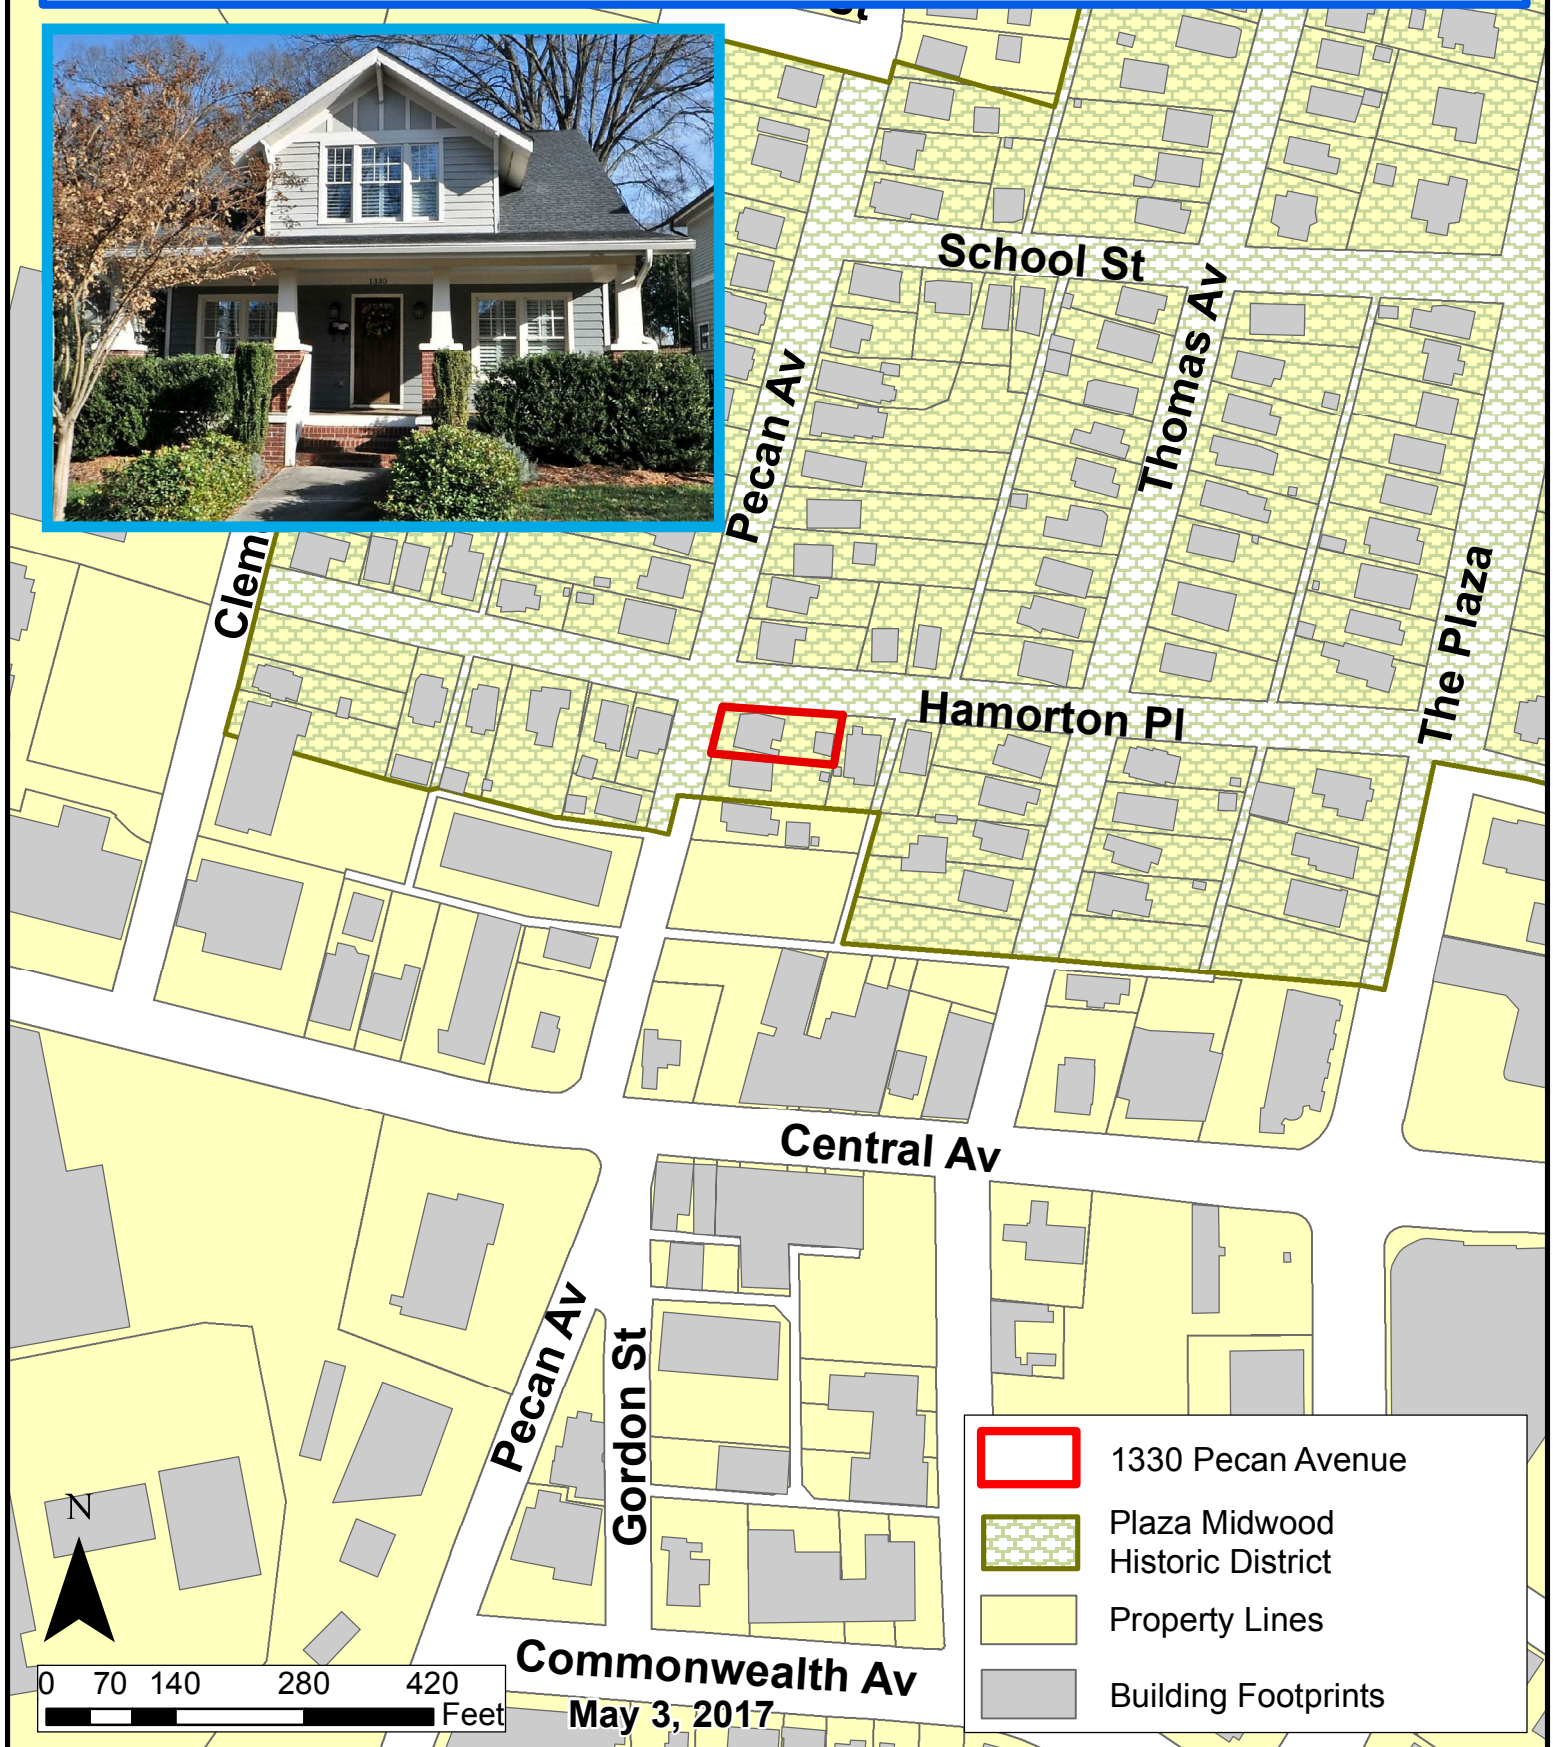 St
1330
School St
Thomas Av
Pecan Av
Clem
The Plaza
Hamorton Pl
Central Av
Pecan Av
Gordon St
1330 Pecan Avenue
Plaza Midwood
Historic District
Property Lines
Building Footprints
N
0 70 140 280 420
Feet
Commonwealth Av
May 3, 2017